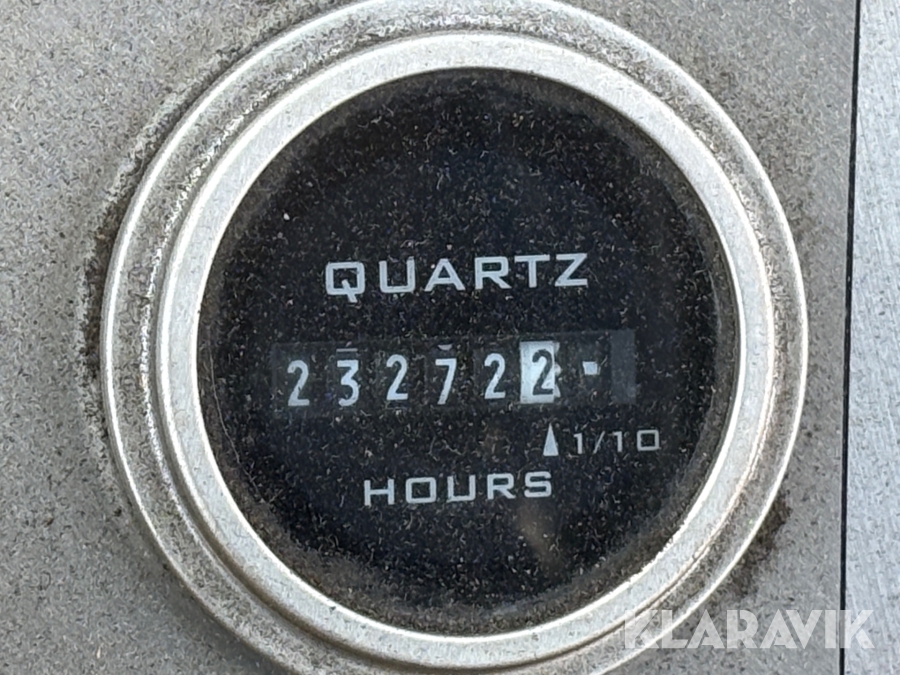 QUARTZ
232722
1/10
HOURS
KLARAVIK